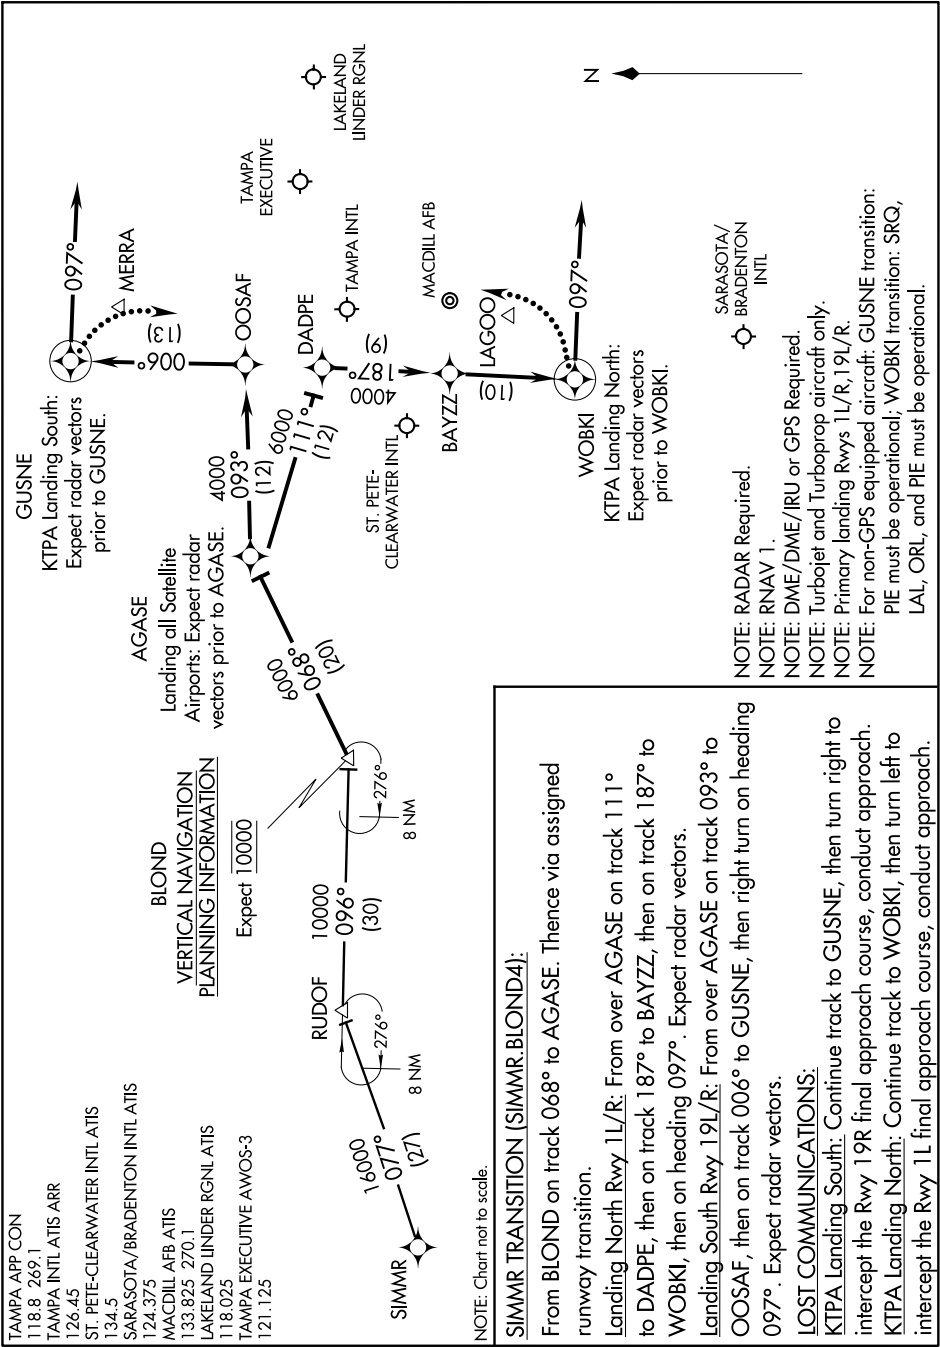 TAMPA APP CON
118.8 269.1
TAMPA INTL ATIS ARR
126.45
ST. PETE-CLEARWATER INTL ATIS
134.5
SARASOTA/BRADENTON INTL ATIS
124.375
MACDILL AFB ATIS
133.825 270.1
LAKELAND LINDER RGNL ATIS
118.025
TAMPA EXECUTIVE AWOS-3
121.125
BLOND
VERTICAL NAVIGATION
PLANNING INFORMATION
Expect 10000
AGASE
Landing all Satellite
Airports: Expect radar
vectors prior to AGASE.
GUSNE
KTPA Landing South:
Expect radar vectors
prior to GUSNE.
097°
MERRA
(13)
006°
OOSAF
4000
093°
(12)
6000
111°
(12)
DADPE
TAMPA
EXECUTIVE
LAKELAND
LINDER RGNL
TAMPA INTL
4000
187°
(9)
ST. PETE-
CLEARWATER INTL
BAYZZ
MACDILL AFB
LAGOO
(10)
097°
WOBKI
KTPA Landing North:
Expect radar vectors
prior to WOBKI.
N
SARASOTA/
BRADENTON
INTL
SIMMR
16000
077°
(27)
RUDOF
276°
8 NM
10000
096°
(30)
276°
8 NM
6000
068°
(20)
NOTE: Chart not to scale.
NOTE: RADAR Required.
NOTE: RNAV 1.
NOTE: DME/DME/IRU or GPS Required.
NOTE: Turbojet and Turboprop aircraft only.
NOTE: Primary landing Rwys 1L/R,19L/R.
NOTE: For non-GPS equipped aircraft: GUSNE transition:
PIE must be operational; WOBKI transition: SRQ,
LAL, ORL, and PIE must be operational.
SIMMR TRANSITION (SIMMR.BLOND4):
From BLOND on track 068° to AGASE. Thence via assigned
runway transition.
Landing North Rwy 1L/R: From over AGASE on track 111°
to DADPE, then on track 187° to BAYZZ, then on track 187° to
WOBKI, then on heading 097°. Expect radar vectors.
Landing South Rwy 19L/R: From over AGASE on track 093° to
OOSAF, then on track 006° to GUSNE, then right turn on heading
097°. Expect radar vectors.
LOST COMMUNICATIONS:
KTPA Landing South: Continue track to GUSNE, then turn right to
intercept the Rwy 19R final approach course, conduct approach.
KTPA Landing North: Continue track to WOBKI, then turn left to
intercept the Rwy 1L final approach course, conduct approach.